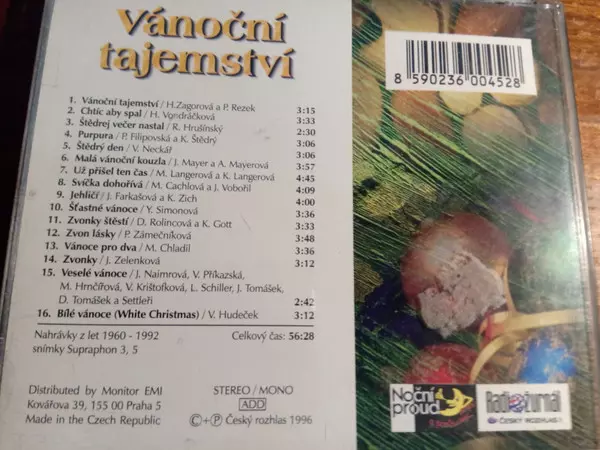 Vánoční
tajemství
8 590236 004528
1. Vánoční tajemství / H.Zagorová a P. Rezek 3:15
2. Chtíc aby spal / H. Vondráčková 3:33
3. Štědrej večer nastal / R. Hrušínský 2:30
4. Purpura / P. Filipovská a K. Štědrý 3:06
5. Štědrý den / V. Neckář 3:06
6. Malá vánoční kouzla / J. Mayer a A. Mayerová 3:57
7. Už přišel ten čas / M. Langerová a K. Langerová 4:45
8. Svíčka dohořívá / M. Cachlová a J. Vobořil 4:09
9. Jehličí / J. Farkašová a K. Zich 4:00
10. Šťastné vánoce / Y. Simonová 3:36
11. Zvonky štěstí / D. Rolincová a K. Gott 3:33
12. Zvon lásky / P. Zámečníková 3:48
13. Vánoce pro dva / M. Chladil 3:36
14. Zvonky / J. Zelenková 3:12
15. Veselé vánoce / J. Naimrová, V. Příkazská,
M. Hrnčířová, V. Krištofková, L. Schiller, J. Tomášek,
D. Tomášek a Settleři 2:42
16. Bílé vánoce (White Christmas) / V. Hudeček 3:12
Nahrávky z let 1960 - 1992 Celkový čas: 56:28
snímky Supraphon 3, 5
Distributed by Monitor EMI
Kovářova 39, 155 00 Praha 5
Made in the Czech Republic
STEREO / MONO
ADD
©+℗ Český rozhlas 1996
Noční
proud
Radiožurnál
ČESKÝ ROZHLAS 1